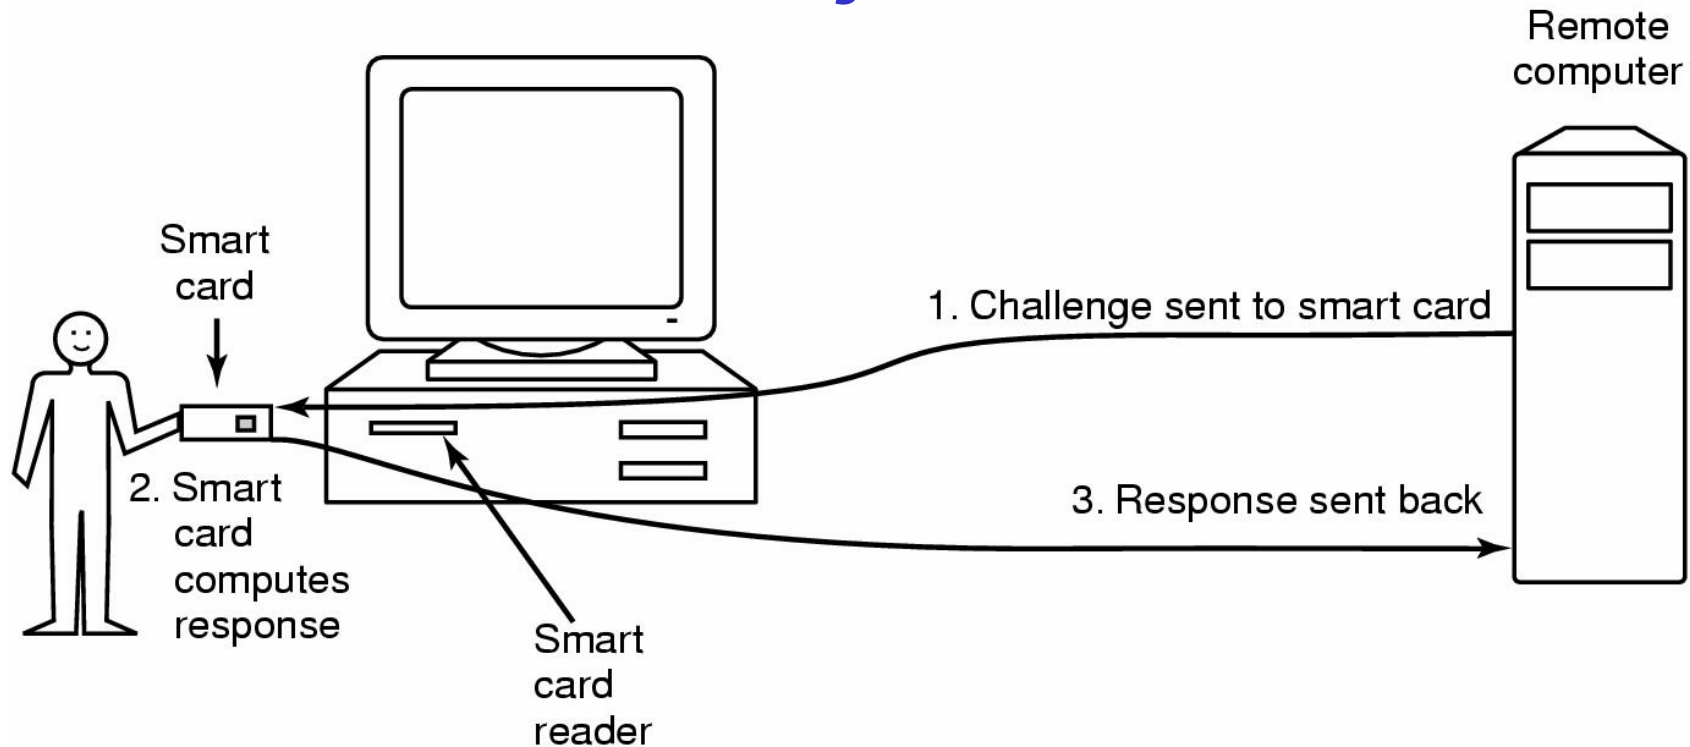 Remote
computer
Smart
card
1. Challenge sent to smart card
2. Smart
card
computes
response
3. Response sent back
Smart
card
reader